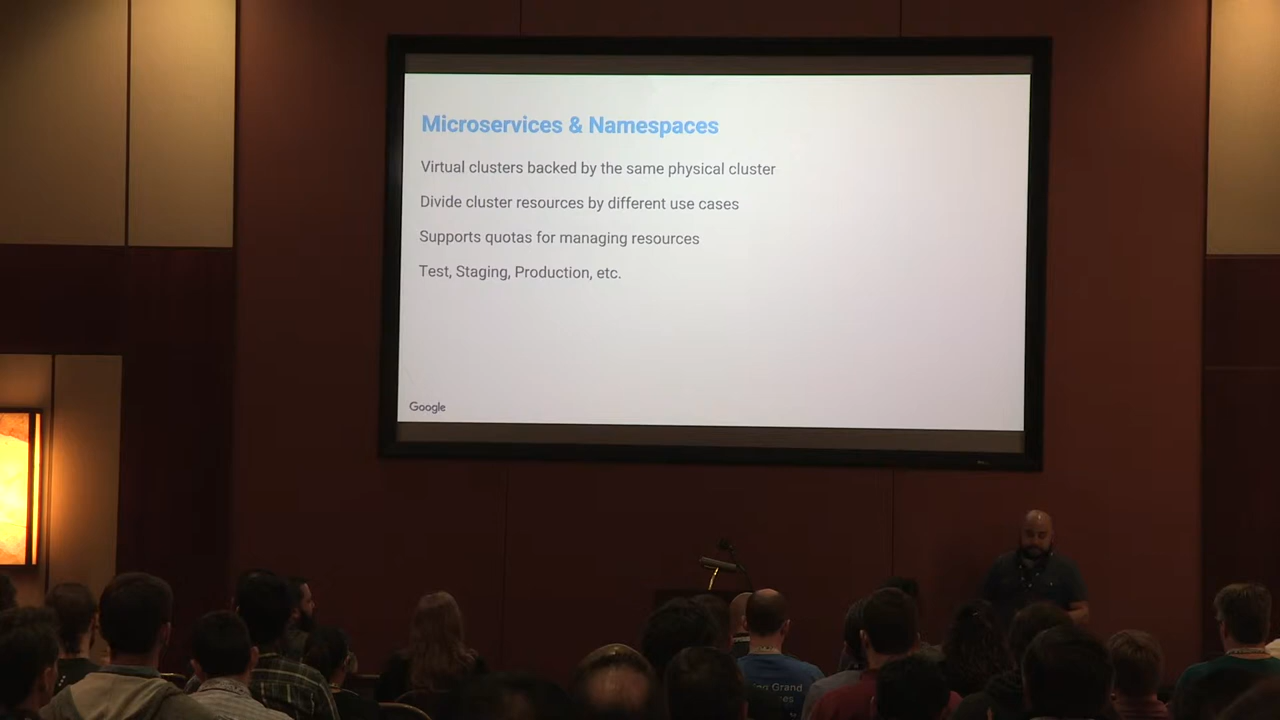 Microservices & Namespaces
Virtual clusters backed by the same physical cluster
Divide cluster resources by different use cases
Supports quotas for managing resources
Test, Staging, Production, etc.
Google
Grand